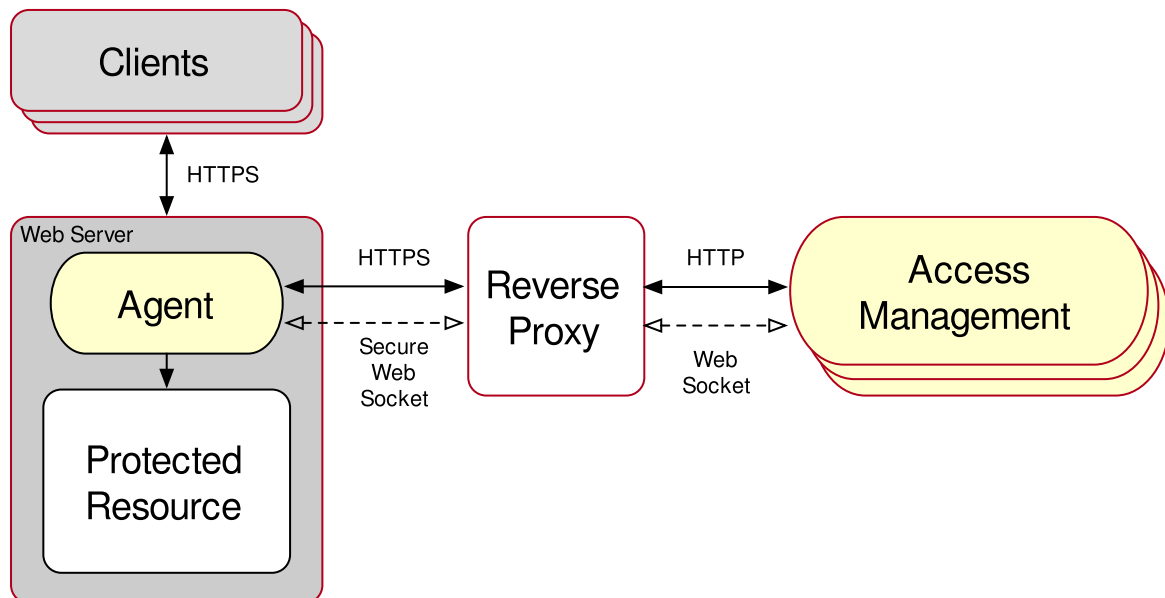 Clients
HTTPS
Web Server
Agent
HTTPS
Secure
Web
Socket
Reverse
Proxy
HTTP
Web
Socket
Access
Management
Protected
Resource